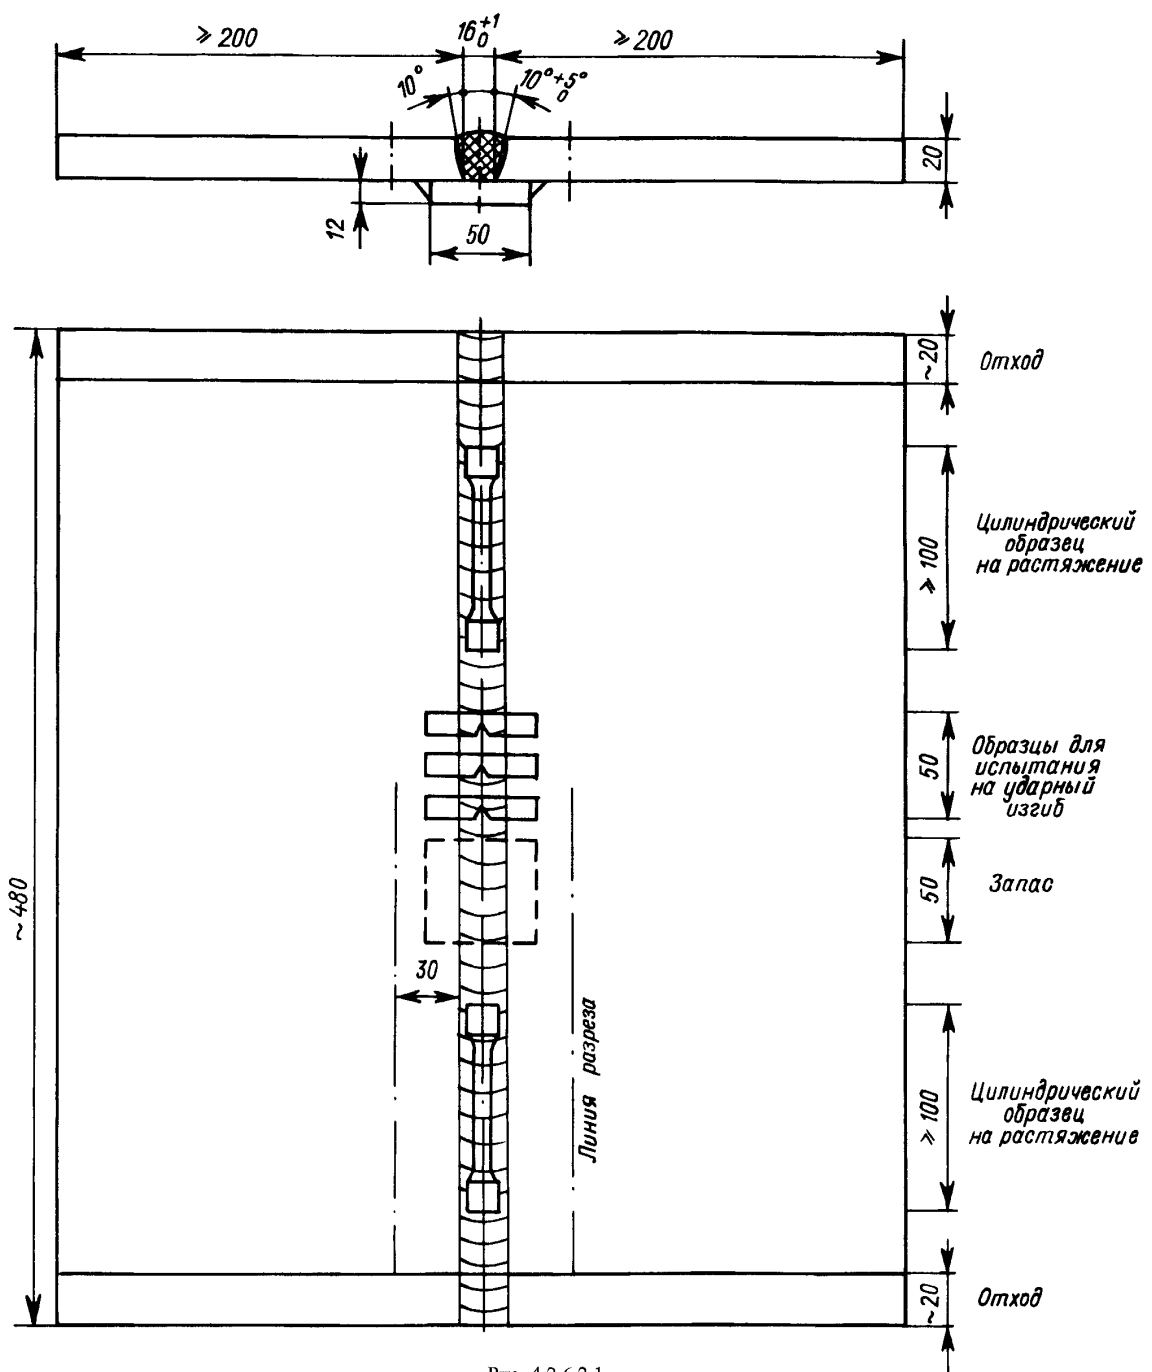 ≥ 200
16 +1 0
≥ 200
10°
10° +5° 0
20
12
50
~20
Отход
≥ 100
Цилиндрический
образец
на растяжение
50
Образцы для
испытания
на ударный
изгиб
50
Запас
~ 480
30
Линия разреза
≥ 100
Цилиндрический
образец
на растяжение
~20
Отход
Рис. 4.2.6.2.1